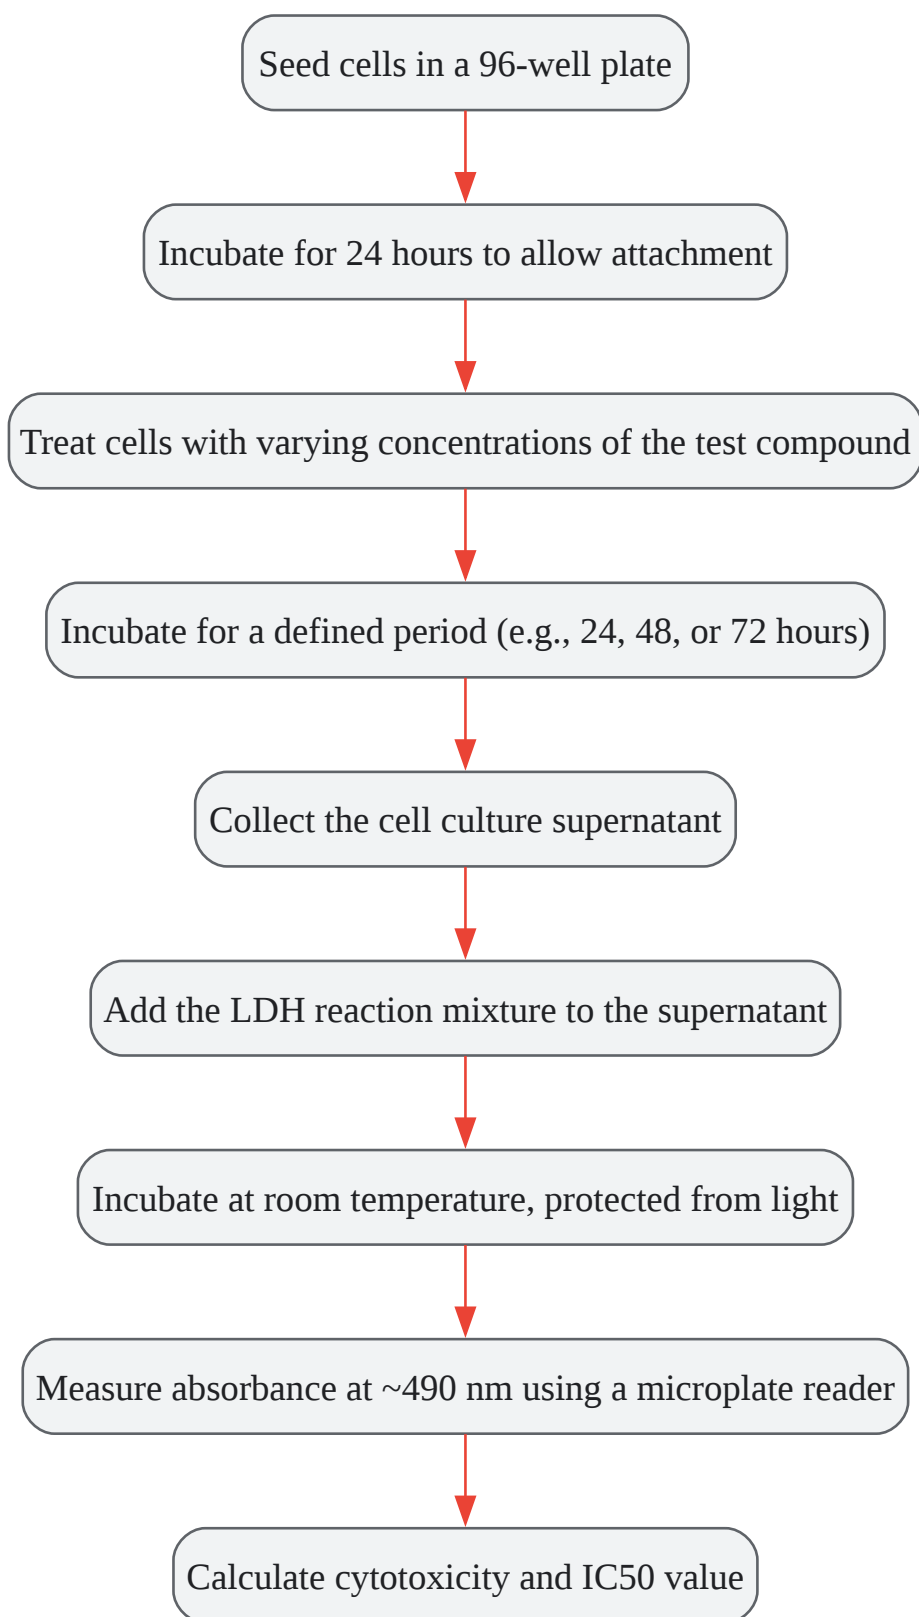 Seed cells in a 96-well plate
Incubate for 24 hours to allow attachment
Treat cells with varying concentrations of the test compound
Incubate for a defined period (e.g., 24, 48, or 72 hours)
Collect the cell culture supernatant
Add the LDH reaction mixture to the supernatant
Incubate at room temperature, protected from light
Measure absorbance at ~490 nm using a microplate reader
Calculate cytotoxicity and IC50 value